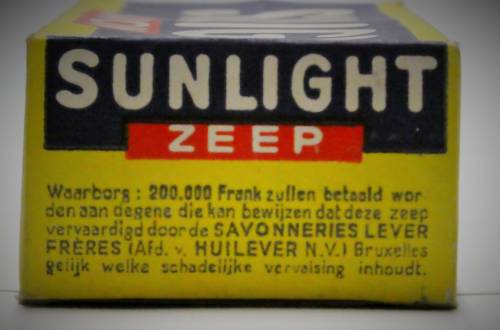 SUNLIGHT
ZEEP
Waarborg : 200.000 Frank zullen betaald wor-
den aan degene die kan bewijzen dat deze zeep
vervaardigd door de SAVONNERIES LEVER
FRÈRES (Afd. v. HUILEVER N.V.) Bruxelles
gelijk welke schadelijke vervalsing inhoudt.